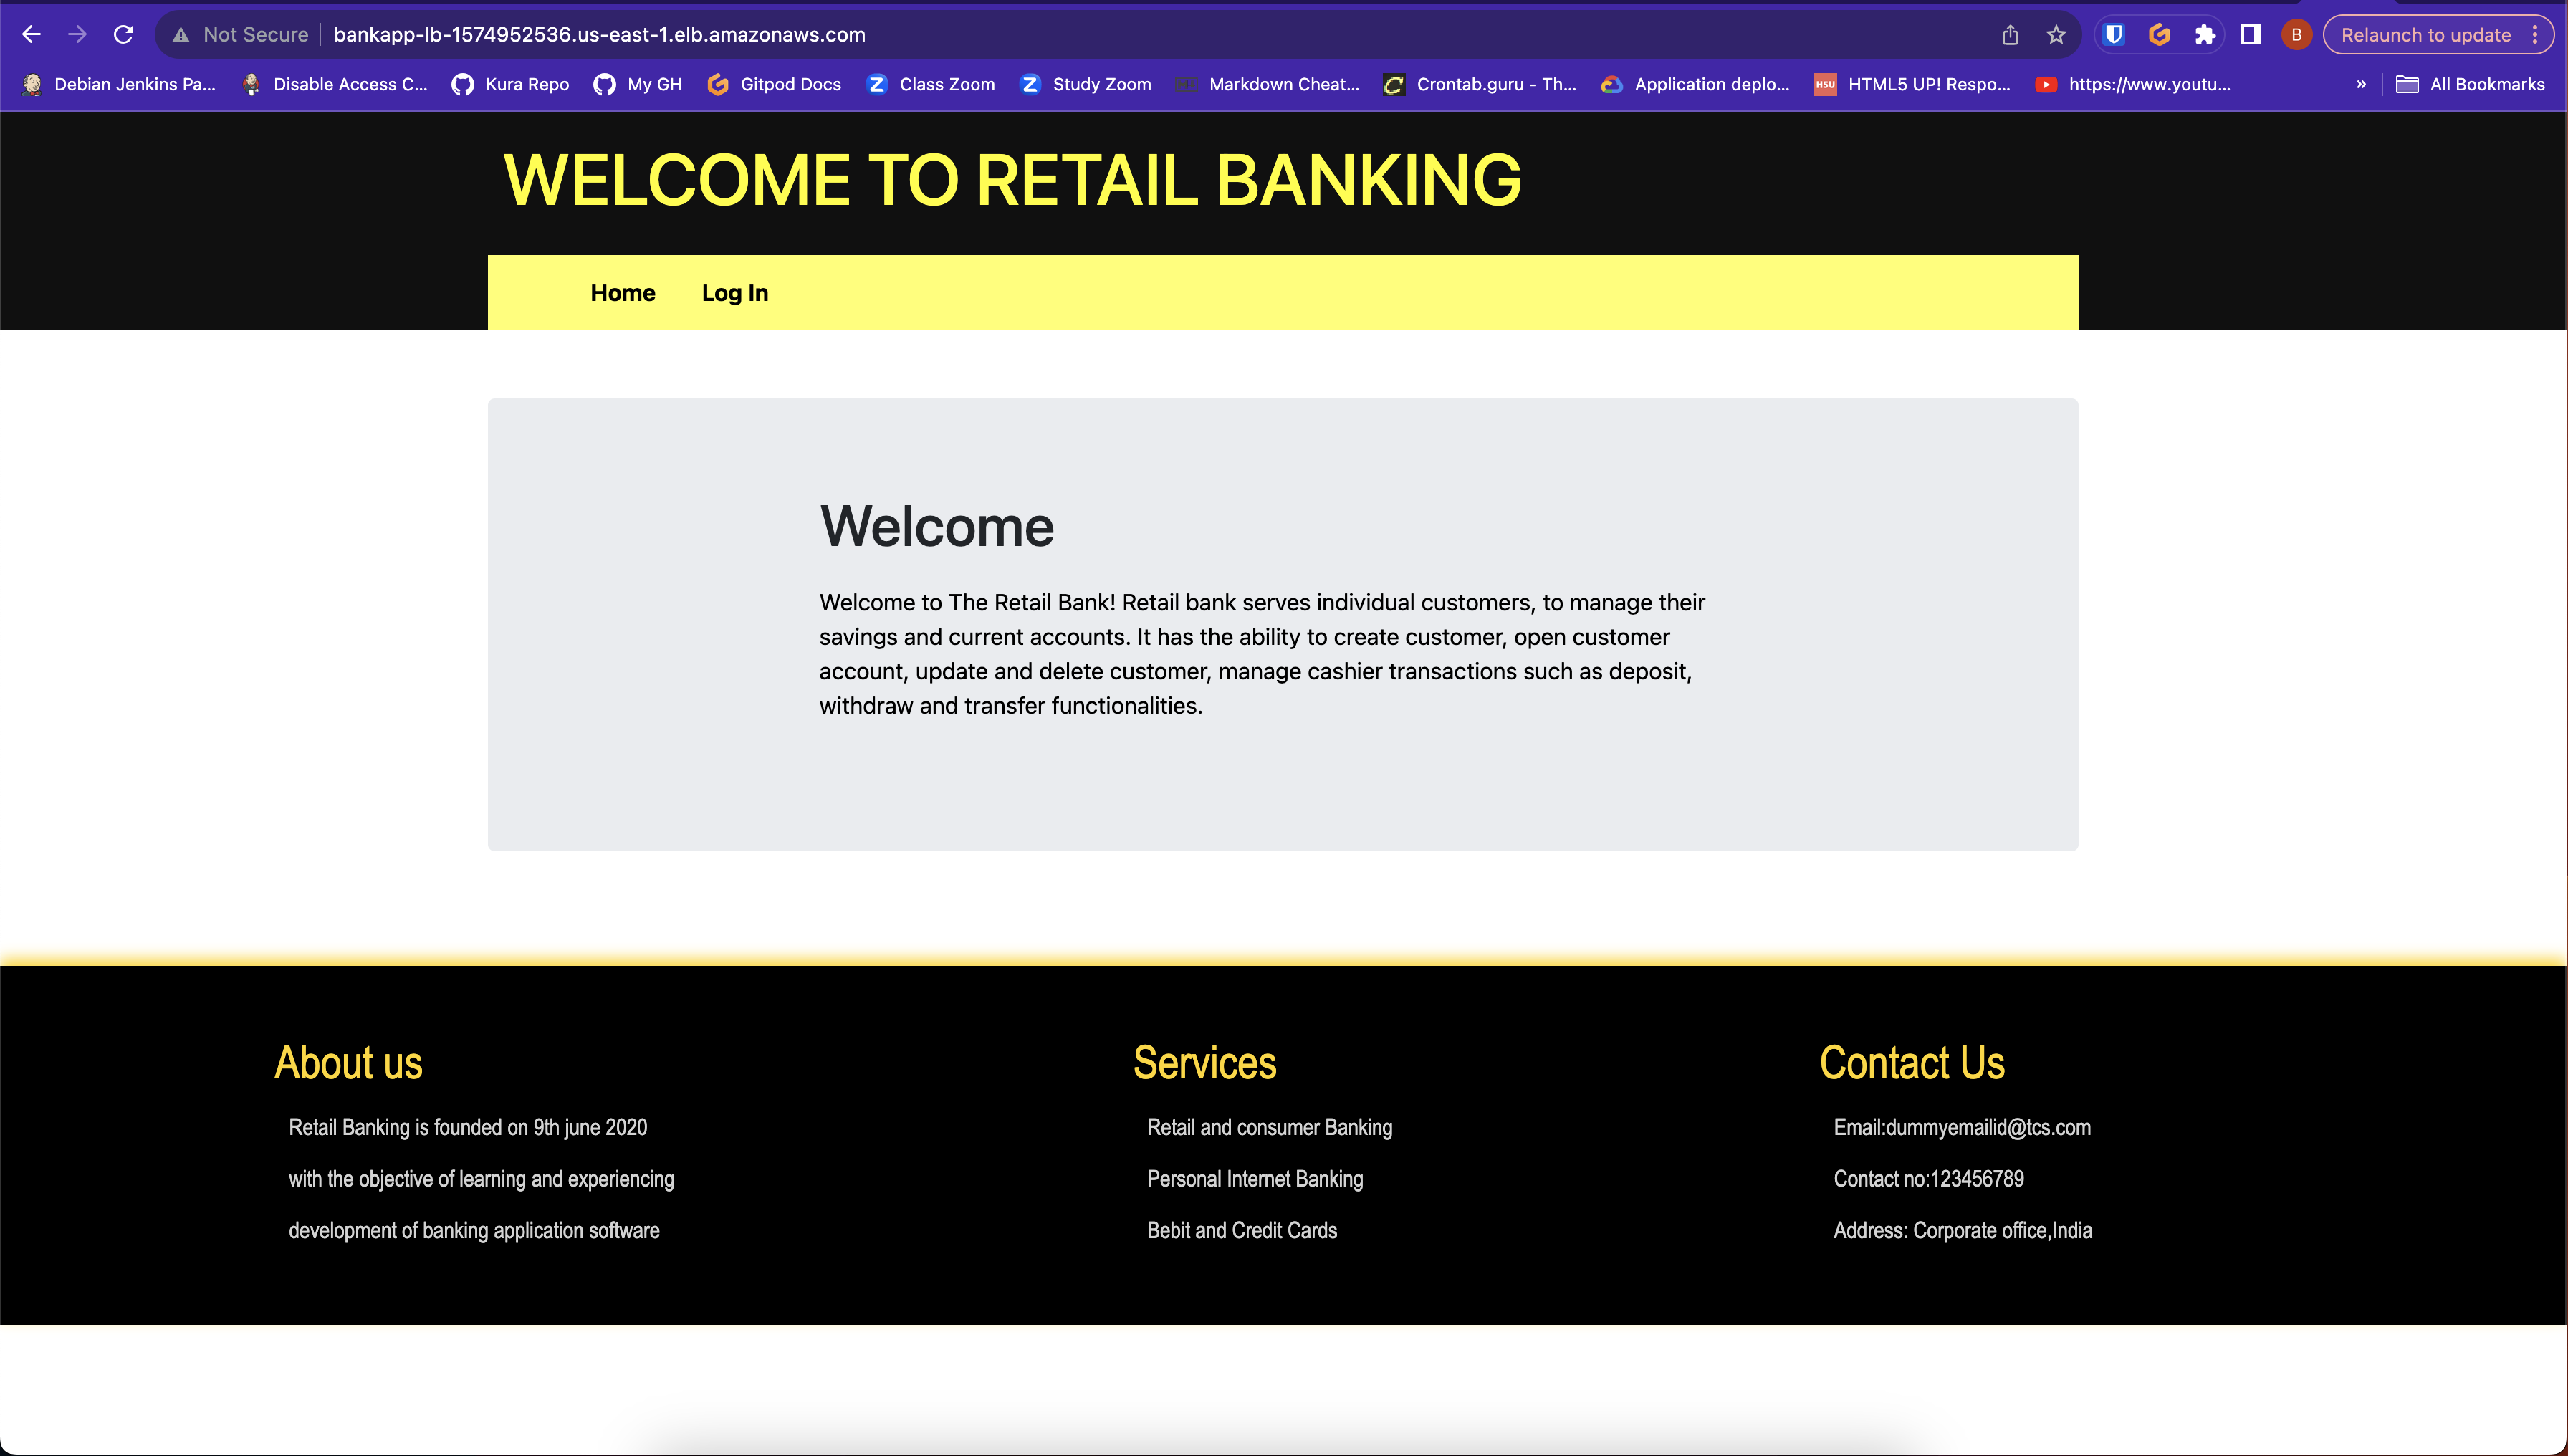 Not Secure bankapp-lb-1574952536.us-east-1.elb.amazonaws.com B Relaunch to update
Debian Jenkins Pa... Disable Access C... Kura Repo My GH Gitpod Docs Class Zoom Study Zoom Markdown Cheat... Crontab.guru - Th... Application deplo... HSU HTML5 UP! Respo... https://www.youtu... » All Bookmarks
WELCOME TO RETAIL BANKING
Home Log In
Welcome
Welcome to The Retail Bank! Retail bank serves individual customers, to manage their
savings and current accounts. It has the ability to create customer, open customer
account, update and delete customer, manage cashier transactions such as deposit,
withdraw and transfer functionalities.
About us
Retail Banking is founded on 9th june 2020
with the objective of learning and experiencing
development of banking application software
Services
Retail and consumer Banking
Personal Internet Banking
Bebit and Credit Cards
Contact Us
Email:dummyemailid@tcs.com
Contact no:123456789
Address: Corporate office,India